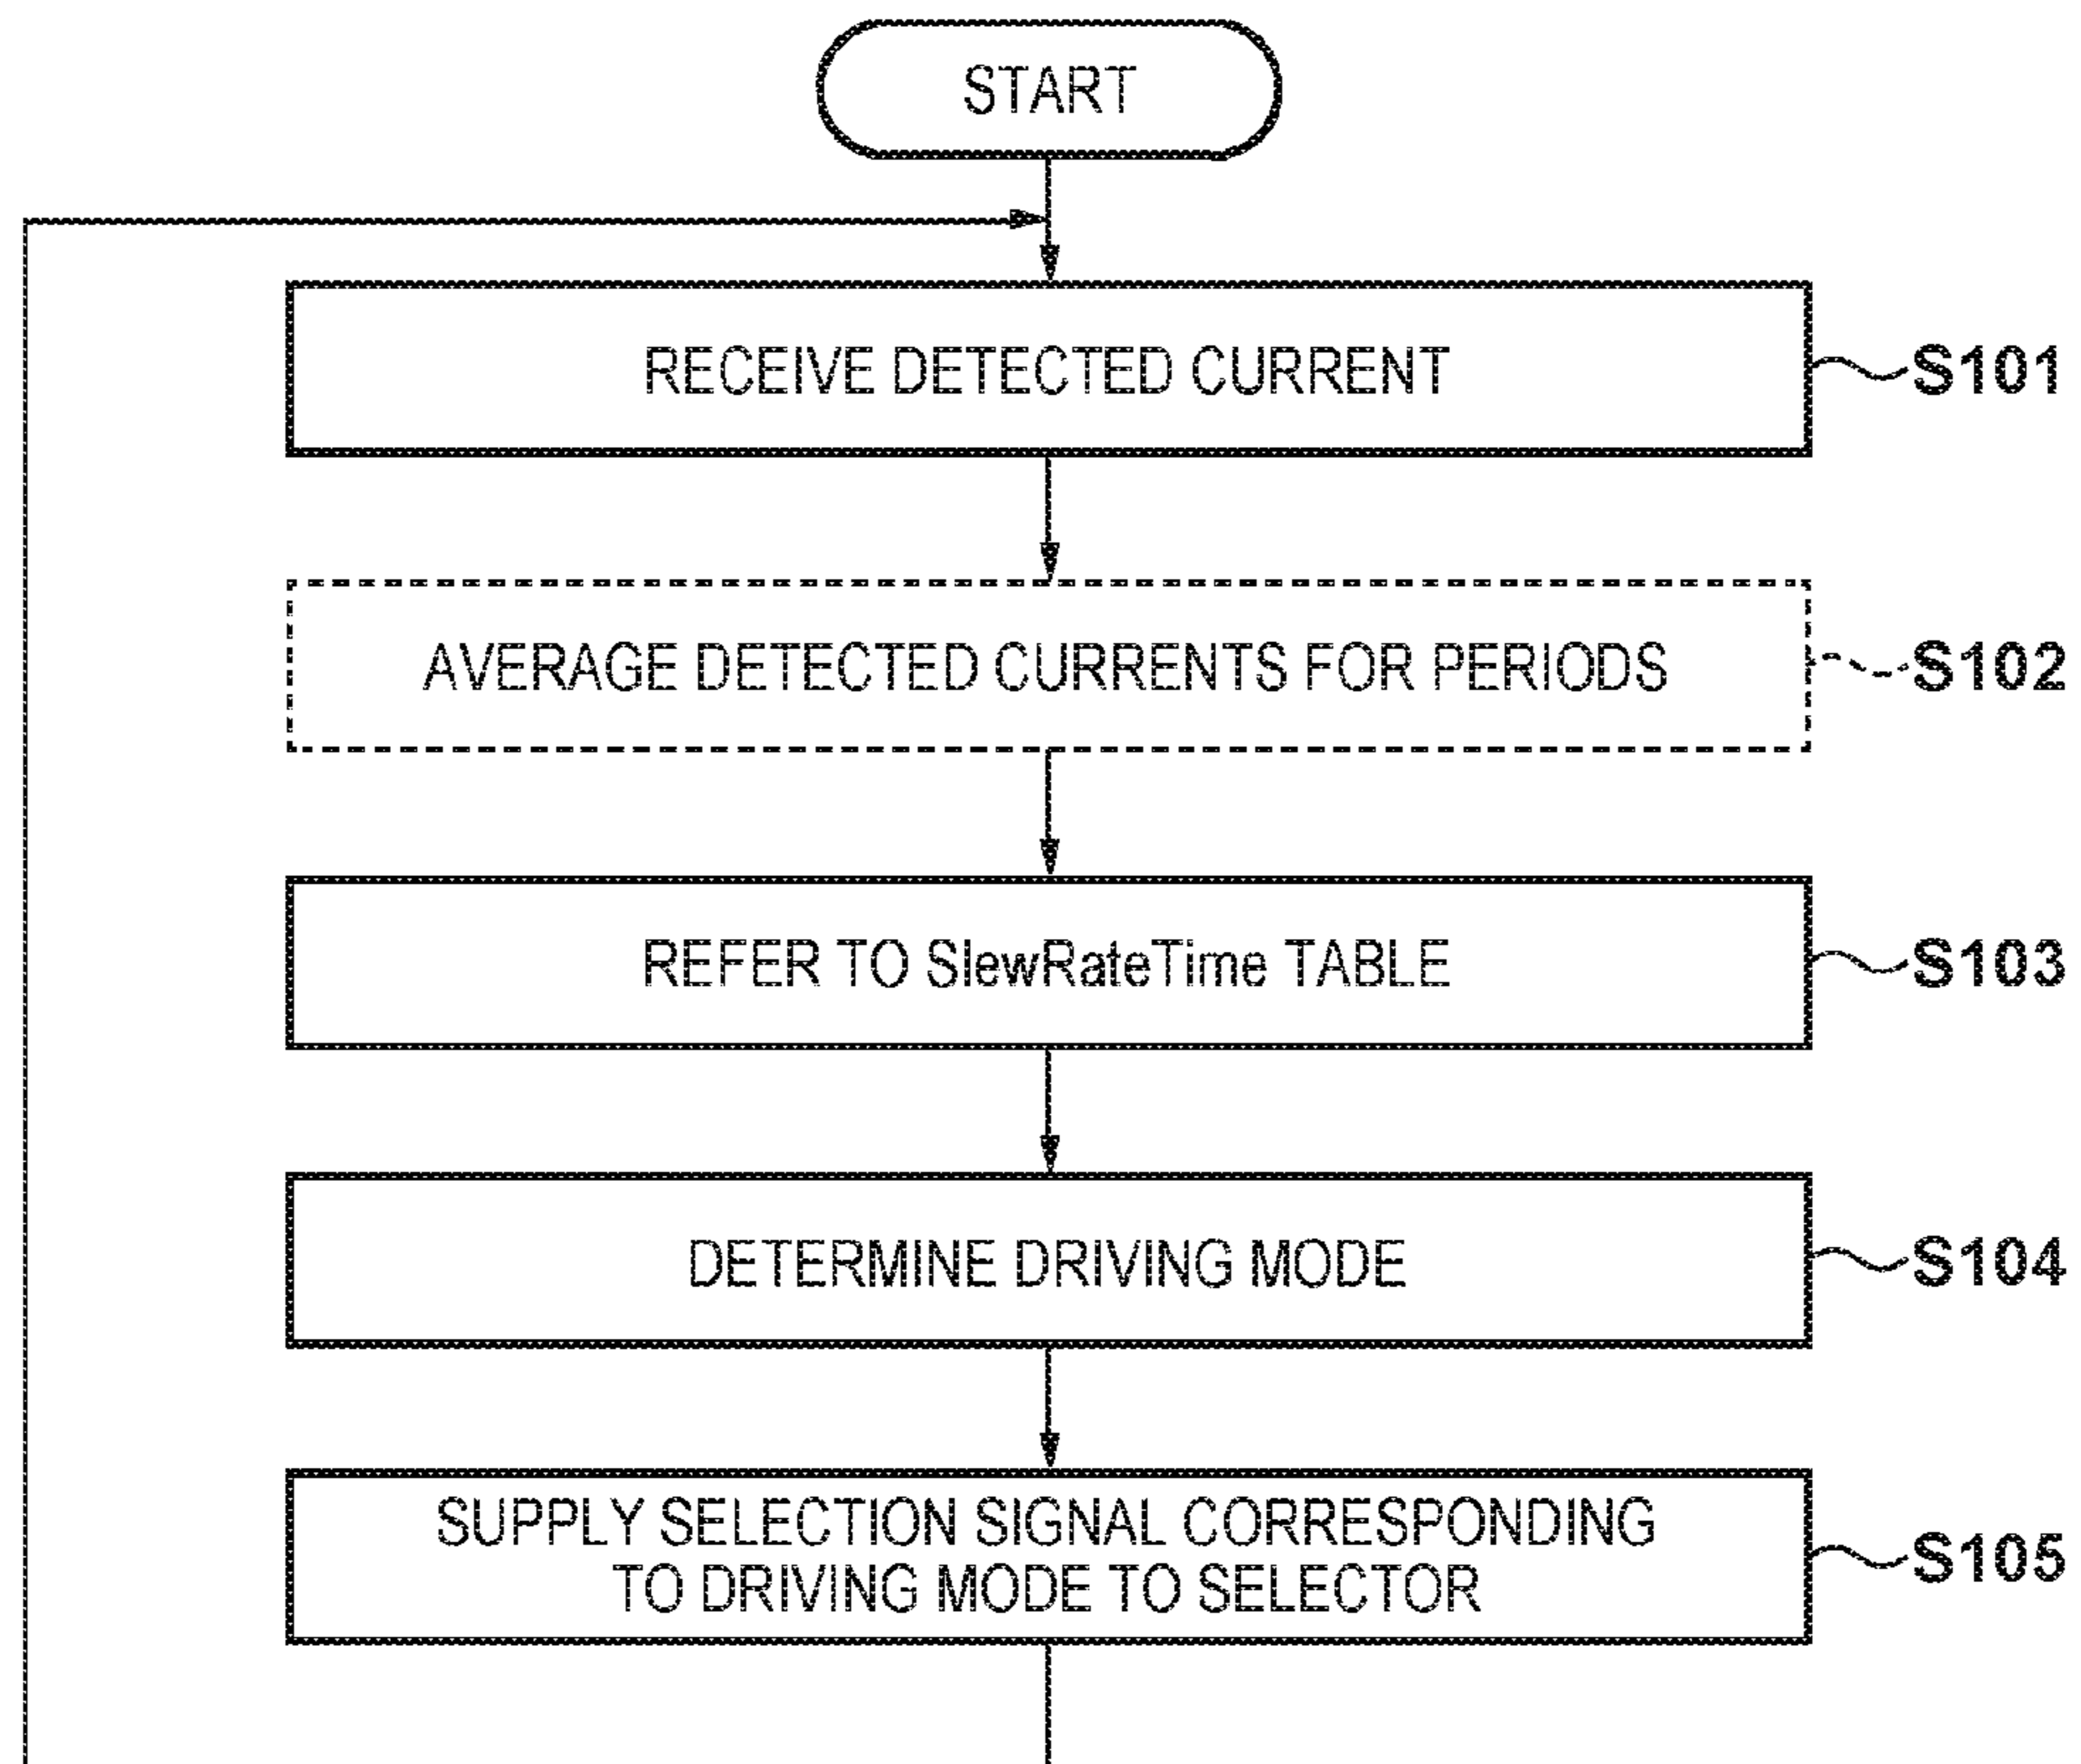 START
RECEIVE DETECTED CURRENT
S101
AVERAGE DETECTED CURRENTS FOR PERIODS
S102
REFER TO SlewRateTime TABLE
S103
DETERMINE DRIVING MODE
S104
SUPPLY SELECTION SIGNAL CORRESPONDING
TO DRIVING MODE TO SELECTOR
S105